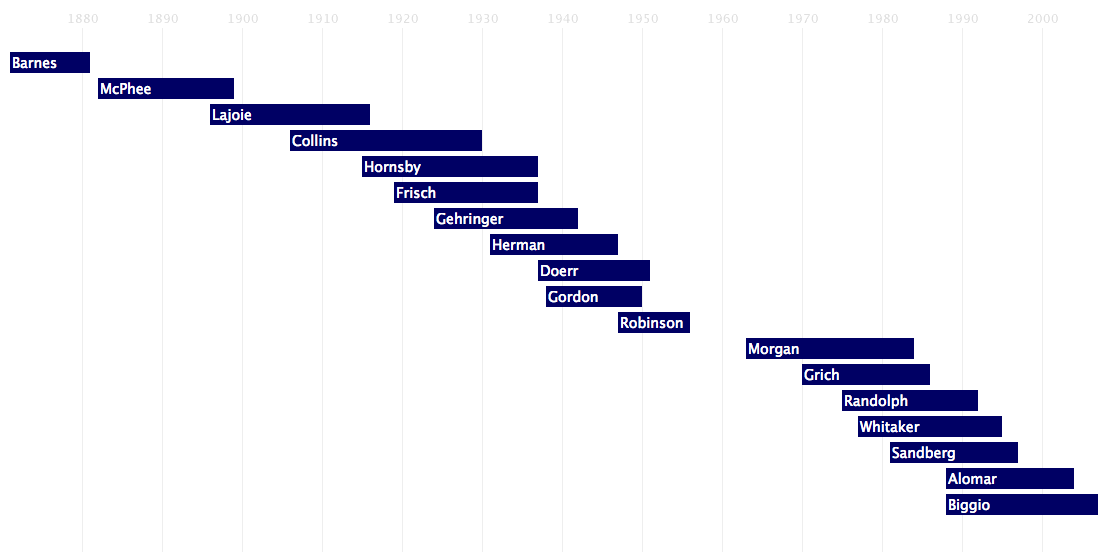 1880 1890 1900 1910 1920 1930 1940 1950 1960 1970 1980 1990 2000
Barnes
McPhee
Lajoie
Collins
Hornsby
Frisch
Gehringer
Herman
Doerr
Gordon
Robinson
Morgan
Grich
Randolph
Whitaker
Sandberg
Alomar
Biggio